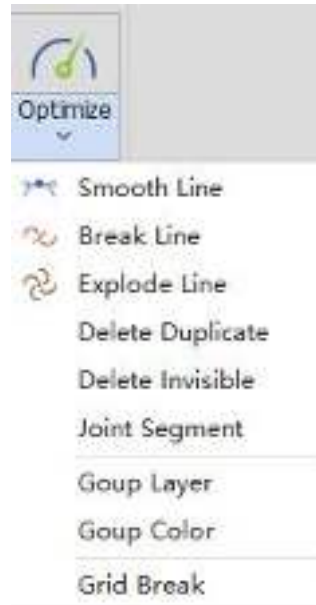 Optimize
Smooth Line
Break Line
Explode Line
Delete Duplicate
Delete Invisible
Joint Segment
Goup Layer
Goup Color
Grid Break